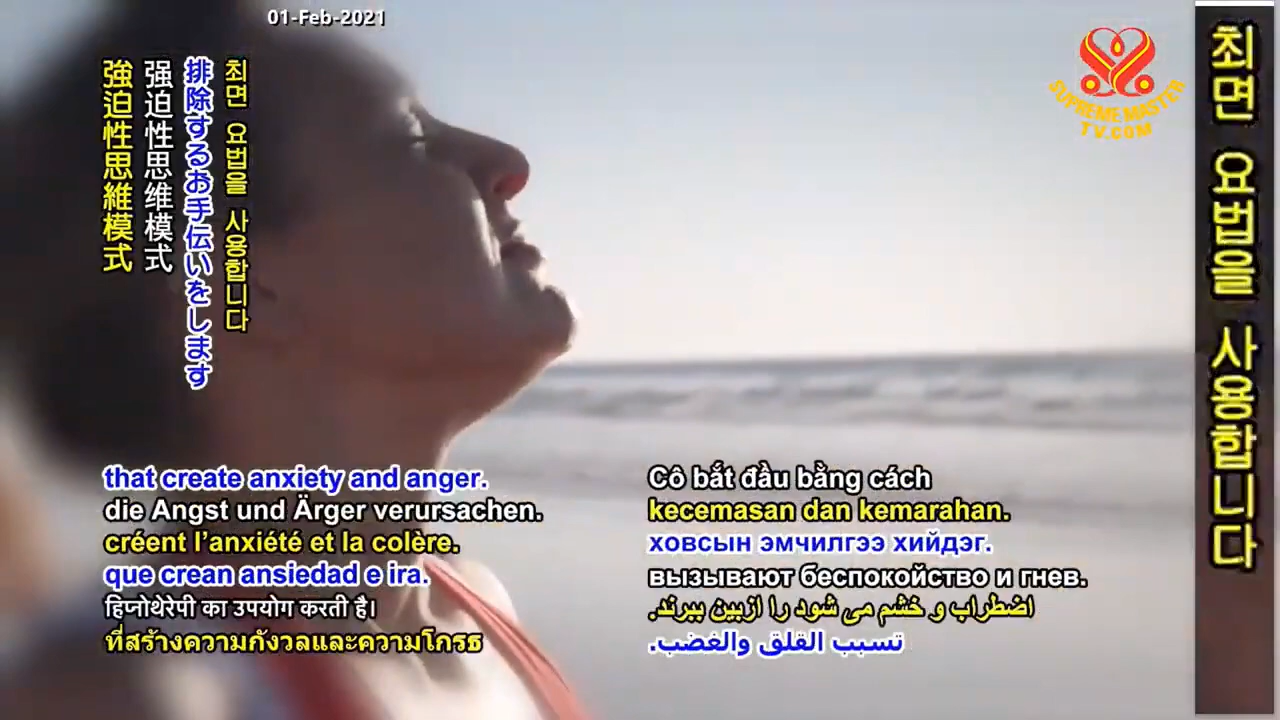 01-Feb-2021
SUPREME MASTER
TV.COM
強迫性思維模式
强迫性思维模式
排除するお手伝いをします
최면 요법을 사용합니다
최면 요법을 사용합니다
that create anxiety and anger.
die Angst und Ärger verursachen.
créent l’anxiété et la colère.
que crean ansiedad e ira.
हिप्नोथेरेपी का उपयोग करती है।
ที่สร้างความกังวลและความโกรธ
Cô bắt đầu bằng cách
kecemasan dan kemarahan.
ховсын эмчилгээ хийдэг.
вызывают беспокойство и гнев.
اضطراب و خشم می شود را ازبین ببرند.
تسبب القلق والغضب.